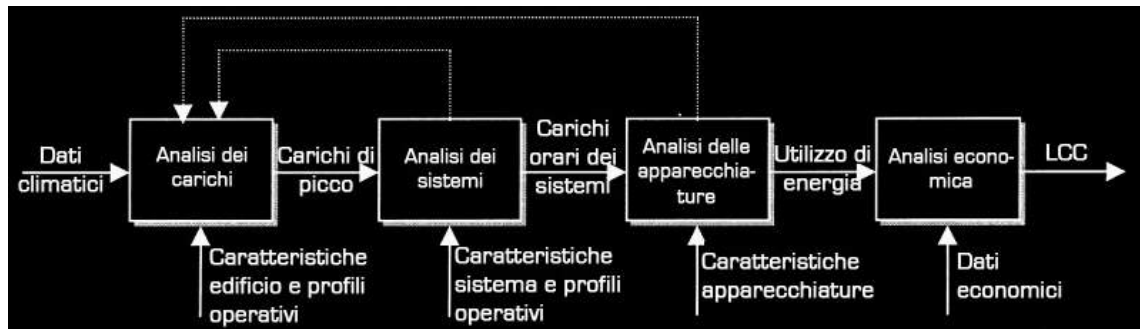 Dati
climatici
Analisi dei
carichi
Carichi di
picco
Analisi dei
sistemi
Carichi
orari dei
sistemi
Analisi delle
apparecchia-
ture
Utilizzo di
energia
Analisi econo-
mica
LCC
Caratteristiche
edificio e profili
operativi
Caratteristiche
sistema e profili
operativi
Caratteristiche
apparecchiature
Dati
economici